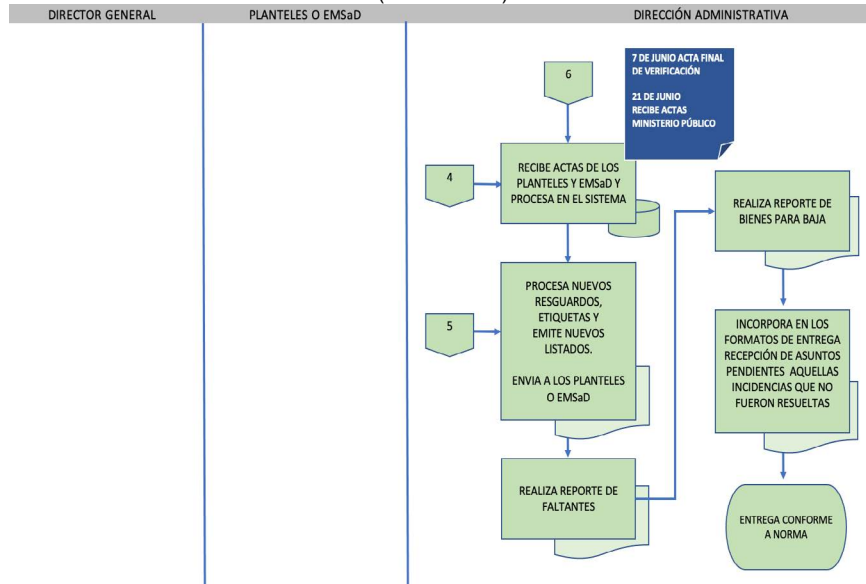 DIRECTOR GENERAL
PLANTELES O EMSaD
DIRECCIÓN ADMINISTRATIVA
7 DE JUNIO ACTA FINAL
DE VERIFICACIÓN
21 DE JUNIO
RECIBE ACTAS
MINISTERIO PÚBLICO
6
4
RECIBE ACTAS DE LOS
PLANTELES Y EMSaD Y
PROCESA EN EL SISTEMA
5
PROCESA NUEVOS
RESGUARDOS,
ETIQUETAS Y
EMITE NUEVOS
LISTADOS.
ENVIA A LOS PLANTELES
O EMSaD
REALIZA REPORTE DE
FALTANTES
REALIZA REPORTE DE
BIENES PARA BAJA
INCORPORA EN LOS
FORMATOS DE ENTREGA
RECEPCIÓN DE ASUNTOS
PENDIENTES AQUELLAS
INCIDENCIAS QUE NO
FUERON RESUELTAS
ENTREGA CONFORME
A NORMA